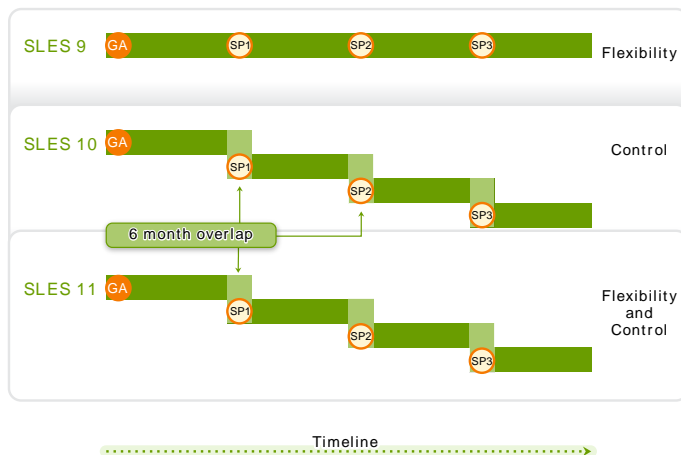 SLES 9
GA
SP1
SP2
SP3
Flexibility
SLES 10
GA
SP1
SP2
SP3
Control
6 month overlap
SLES 11
GA
SP1
SP2
SP3
Flexibility
and
Control
Timeline